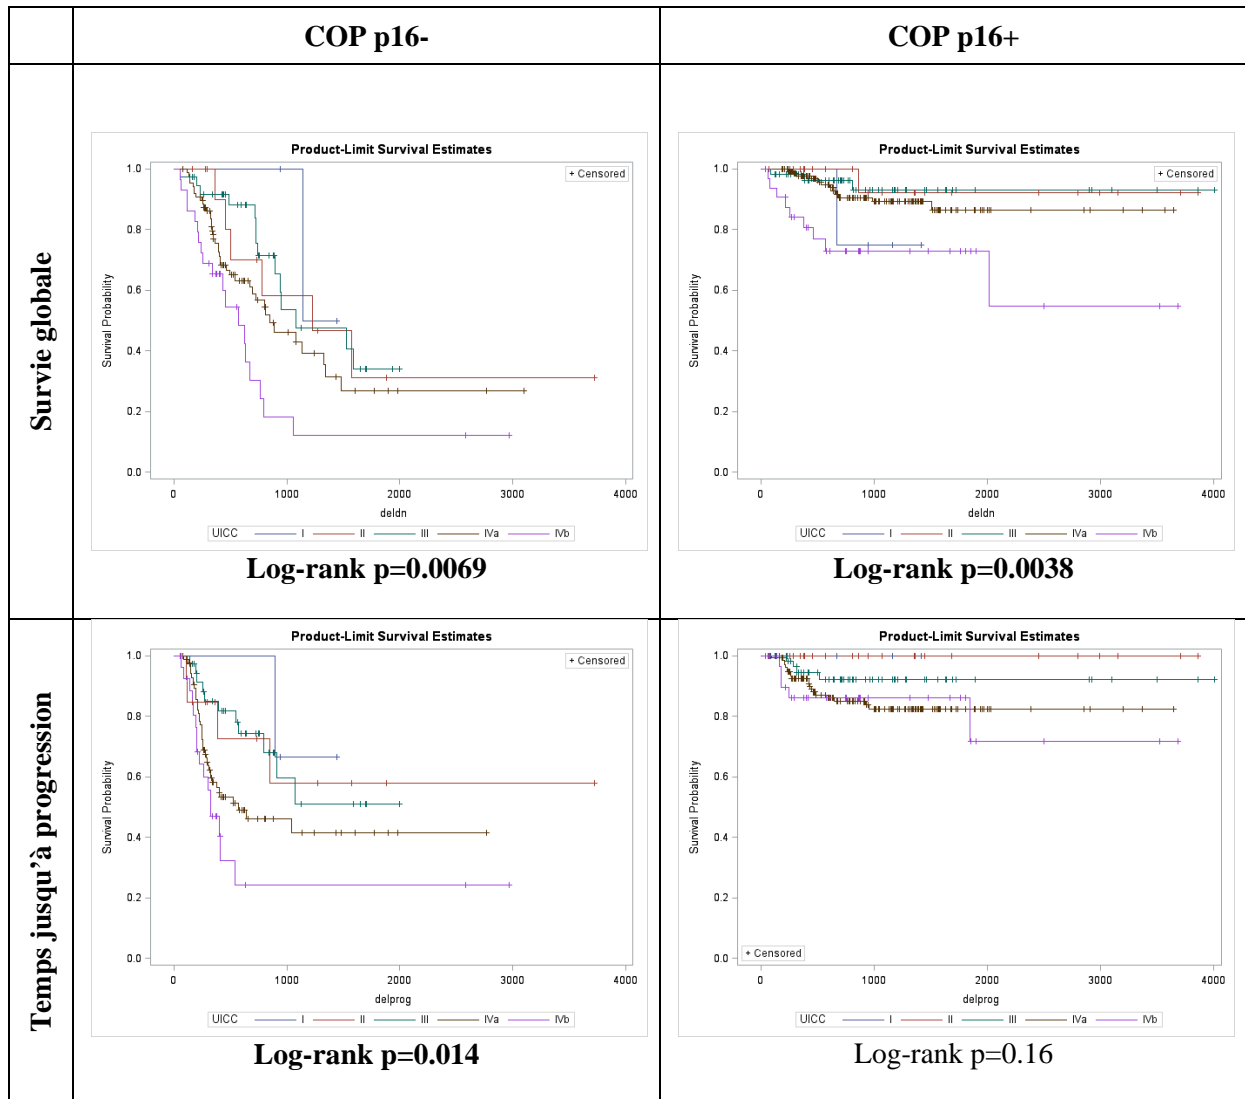 COP p16-
COP p16+
Survie globale
Product-Limit Survival Estimates
+ Censored
Survival Probability
1.0
0.8
0.6
0.4
0.2
0.0
0
1000
2000
3000
4000
deldn
UICC I II III IVa IVb
Log-rank p=0.0069
Product-Limit Survival Estimates
+ Censored
Survival Probability
1.0
0.8
0.6
0.4
0.2
0.0
0
1000
2000
3000
4000
deldn
UICC I II III IVa IVb
Log-rank p=0.0038
Temps jusqu'à progression
Product-Limit Survival Estimates
+ Censored
Survival Probability
1.0
0.8
0.6
0.4
0.2
0.0
0
1000
2000
3000
4000
delprog
UICC I II III IVa IVb
Log-rank p=0.014
Product-Limit Survival Estimates
Survival Probability
1.0
0.8
0.6
0.4
0.2
0.0
+ Censored
0
1000
2000
3000
4000
delprog
UICC I II III IVa IVb
Log-rank p=0.16